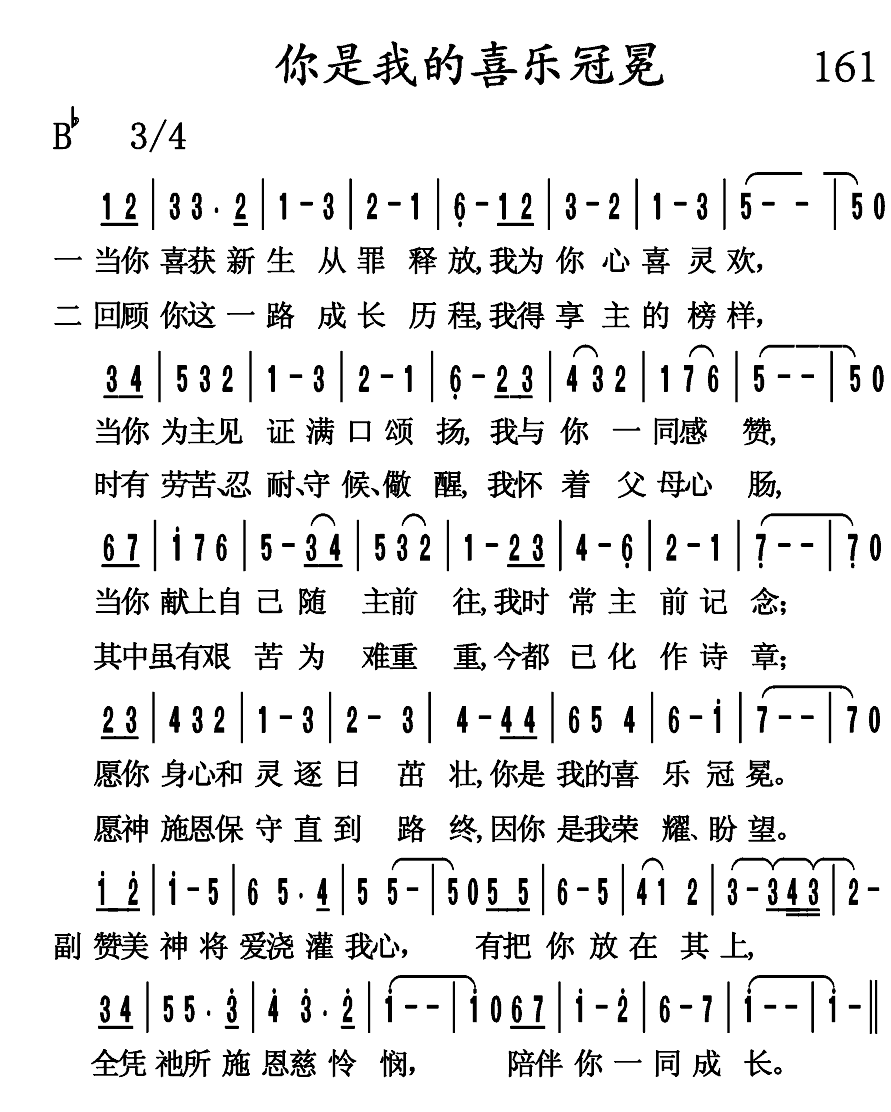 你是我的喜乐冠冕 161
B♭ 3/4
1 2 | 3 3 . 2 | 1 - 3 | 2 - 1 | 6 - 1 2 | 3 - 2 | 1 - 3 | 5 - - | 5 0
一 当你 喜获 新 生 从 罪 释 放, 我为 你 心 喜 灵 欢，
二 回顾 你这 一 路 成 长 历 程, 我得 享 主 的 榜 样，
3 4 | 5 3 2 | 1 - 3 | 2 - 1 | 6 - 2 3 | 4 3 2 | 1 7 6 | 5 - - | 5 0
当你 为主见 证 满 口 颂 扬, 我与 你 一 同感 赞,
时有 劳苦、忍 耐、守 候、儆 醒, 我怀 着 父 母心 肠,
6 7 | i 7 6 | 5 - 3 4 | 5 3 2 | 1 - 2 3 | 4 - 6 | 2 - 1 | 7 - - | 7 0
当你 献上自 己 随 主前 往, 我时 常 主 前 记 念；
其中虽有艰 苦 为 难重 重, 今都 已 化 作 诗 章；
2 3 | 4 3 2 | 1 - 3 | 2 - 3 | 4 - 4 4 | 6 5 4 | 6 - i | 7 - - | 7 0
愿你 身心和 灵 逐 日 茁 壮, 你是 我的喜 乐 冠 冕。
愿神 施恩保 守 直 到 路 终, 因你 是我荣 耀、盼 望。
i 2 | i - 5 | 6 5 . 4 | 5 5 - | 5 0 5 5 | 6 - 5 | 4 1 2 | 3 - 3 4 3 | 2 -
副 赞美 神 将 爱浇 灌 我心， 有把 你 放 在 其 上,
3 4 | 5 5 . 3 | 4 3 . 2 | i - - | i 0 6 7 | i - 2 | 6 - 7 | i - - | i - ‖
全凭 祂所 施 恩慈 怜 悯， 陪伴 你 一 同 成 长。